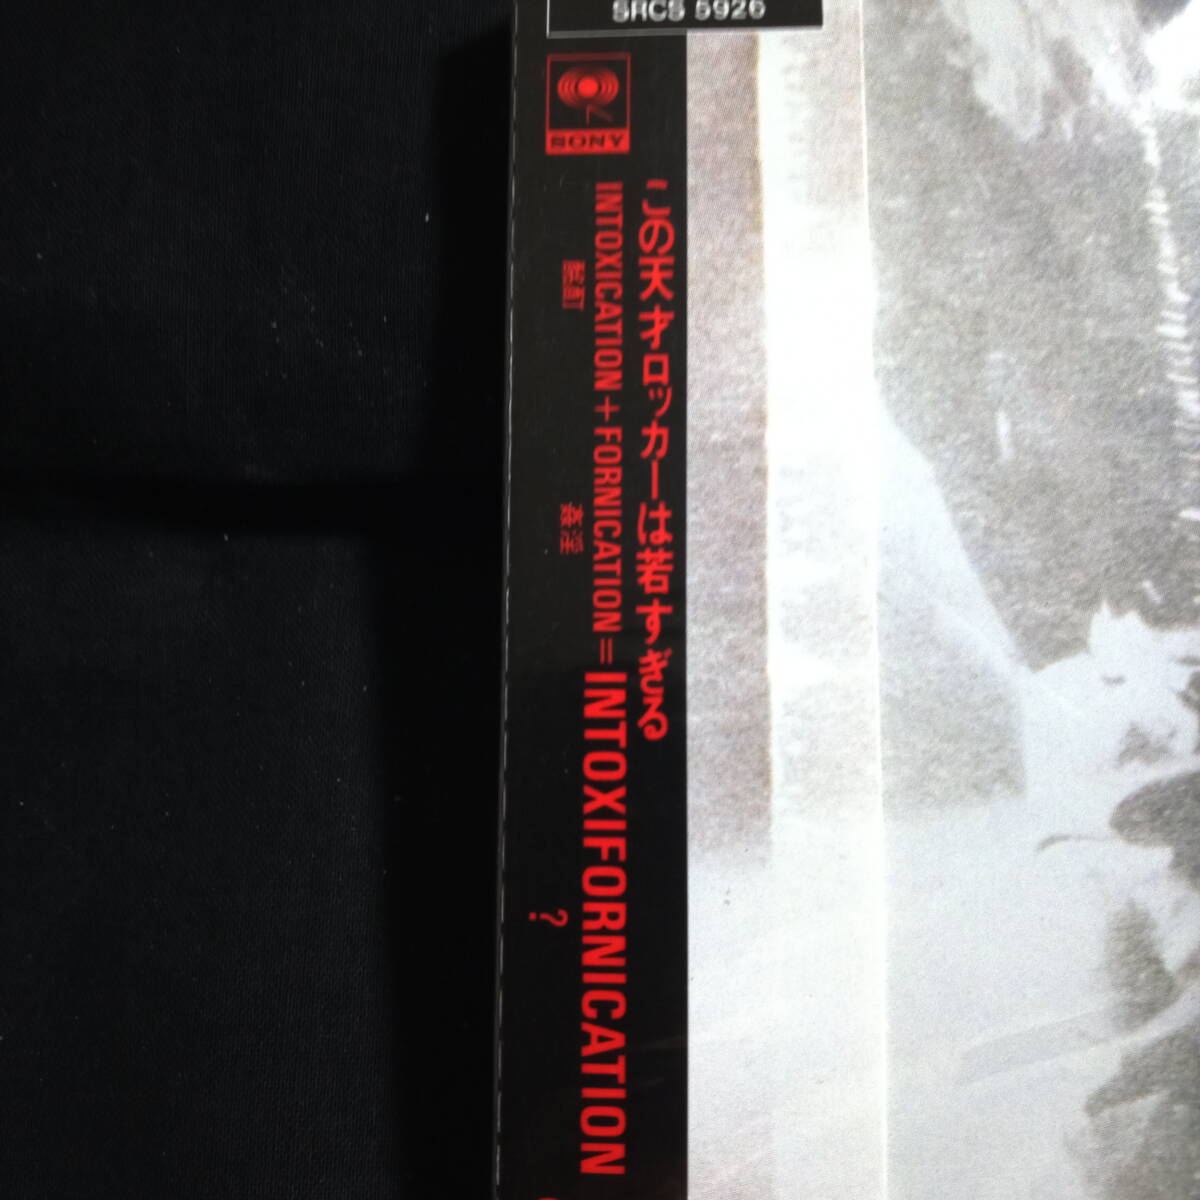 SRCS 5926
SONY
この天才ロッカーは若すぎる
INTOXICATION + FORNICATION = INTOXIFORNICATION
酩酊 姦淫 ?